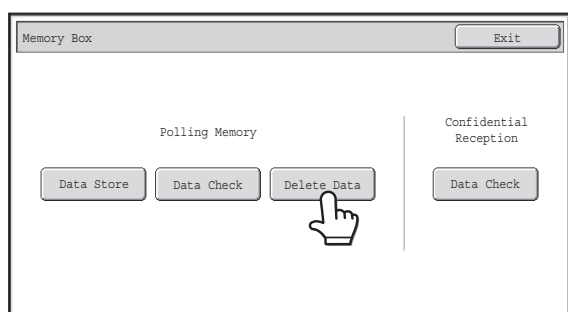 Memory Box
Exit
Polling Memory
Confidential
Reception
Data Store
Data Check
Delete Data
Data Check